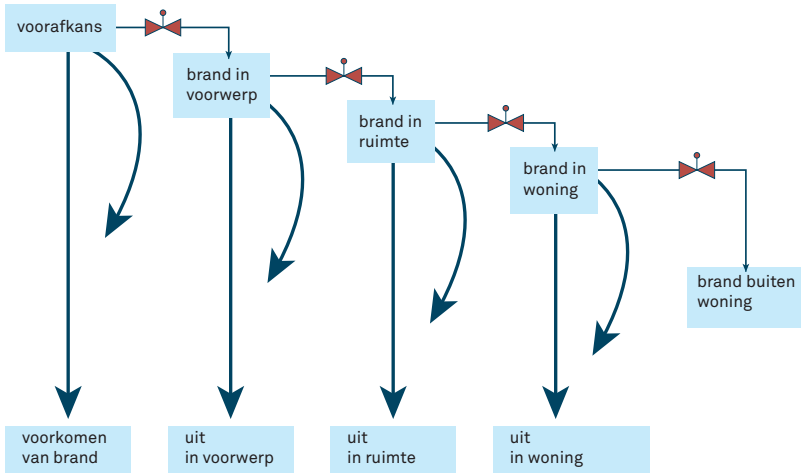 voorafkans
brand in
voorwerp
brand in
ruimte
brand in
woning
brand buiten
woning
voorkomen
van brand
uit
in voorwerp
uit
in ruimte
uit
in woning